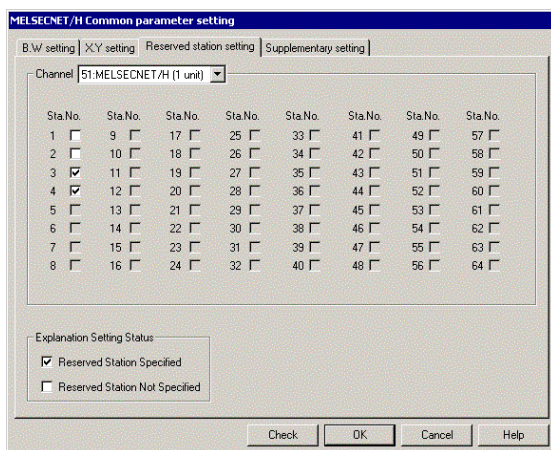 MELSECNET/H Common parameter setting
B.W setting X.Y setting Reserved station setting Supplementary setting
Channel 51:MELSECNET/H (1 unit)
Sta.No. Sta.No. Sta.No. Sta.No. Sta.No. Sta.No. Sta.No. Sta.No.
1 9 17 25 33 41 49 57
2 10 18 26 34 42 50 58
3 11 19 27 35 43 51 59
4 12 20 28 36 44 52 60
5 13 21 29 37 45 53 61
6 14 22 30 38 46 54 62
7 15 23 31 39 47 55 63
8 16 24 32 40 48 56 64
Explanation Setting Status
Reserved Station Specified
Reserved Station Not Specified
Check OK Cancel Help